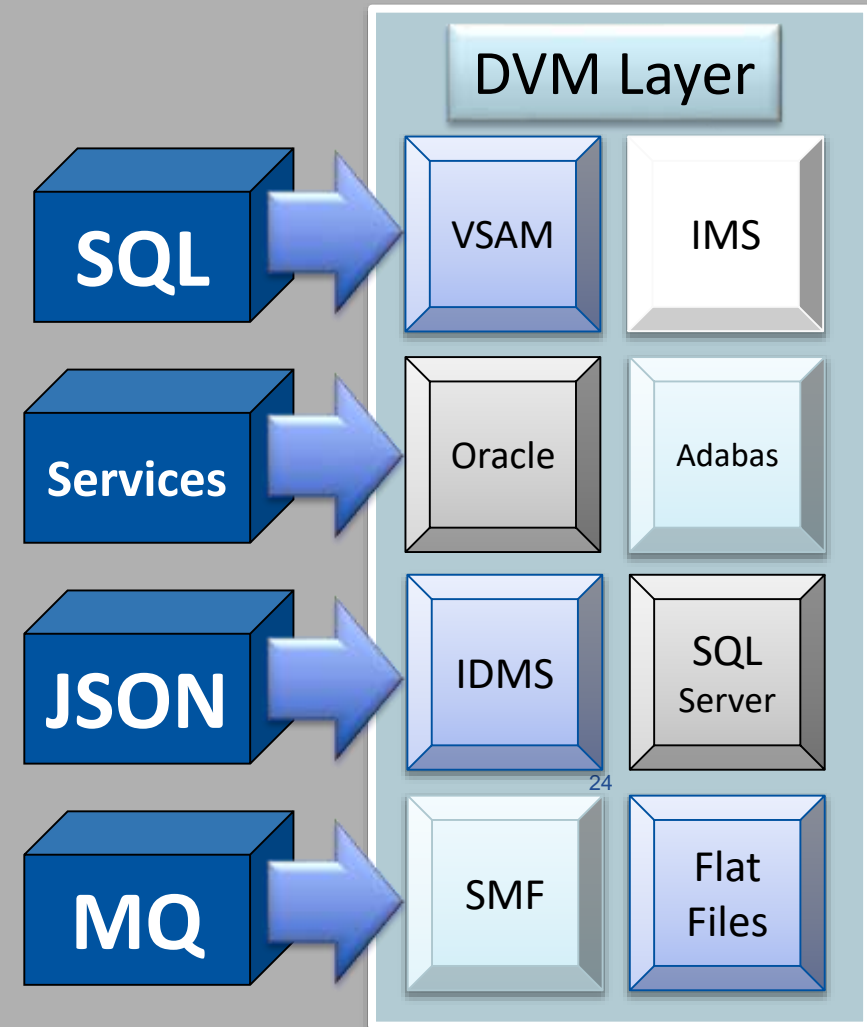 DVM Layer
SQL
VSAM
IMS
Services
Oracle
Adabas
JSON
IDMS
SQL
Server
24
MQ
SMF
Flat
Files